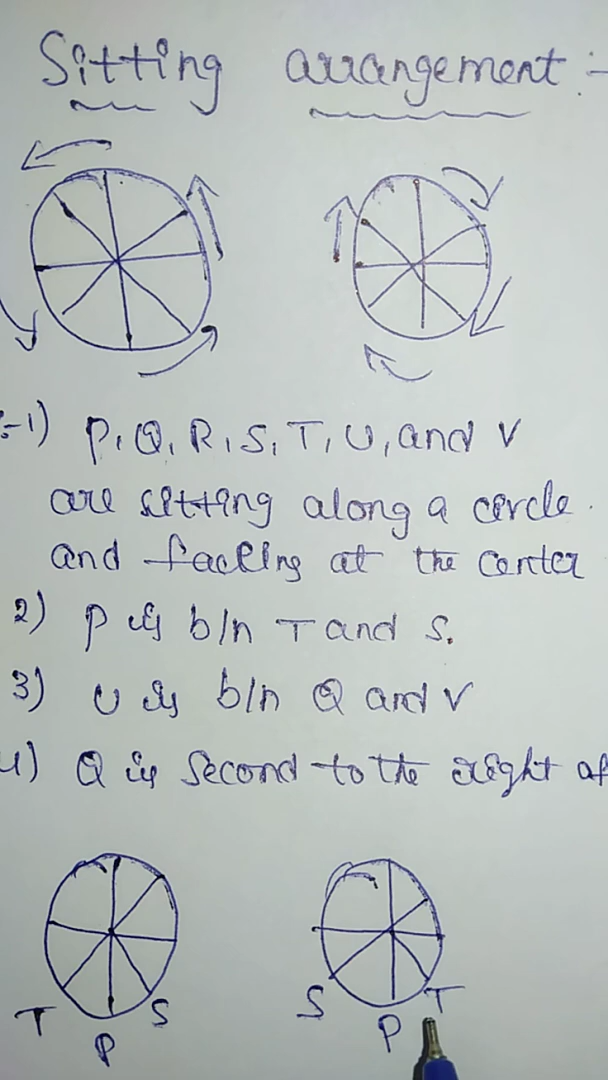 Sitting arrangement :-
:-1) P, Q, R, S, T, U, and V
are sitting along a circle.
and facing at the center
2) P is b/n T and S.
3) U is b/n Q and V
4) Q is second to the right of
T P S
S P T